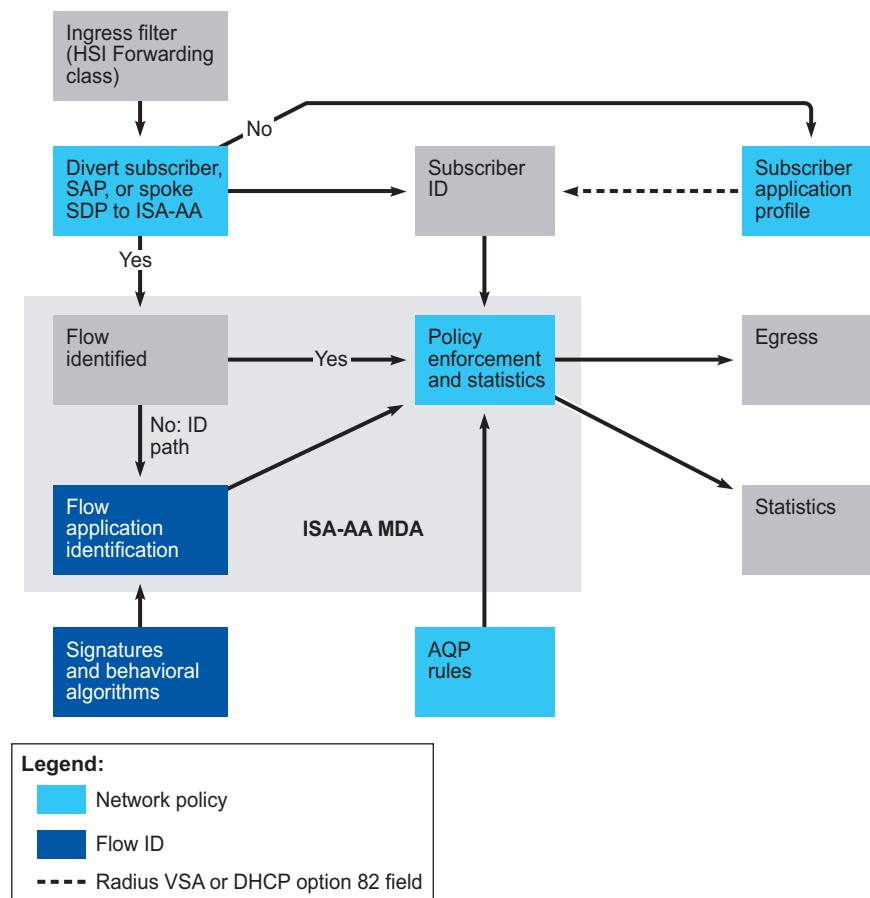 Ingress filter
(HSI Forwarding
class)
No
Divert subscriber,
SAP, or spoke
SDP to ISA-AA
Subscriber
ID
Subscriber
application
profile
Yes
Flow
identified
Yes
Policy
enforcement
and statistics
Egress
No: ID
path
Flow
application
identification
ISA-AA MDA
Statistics
Signatures
and behavioral
algorithms
AQP
rules
Legend:
Network policy
Flow ID
Radius VSA or DHCP option 82 field